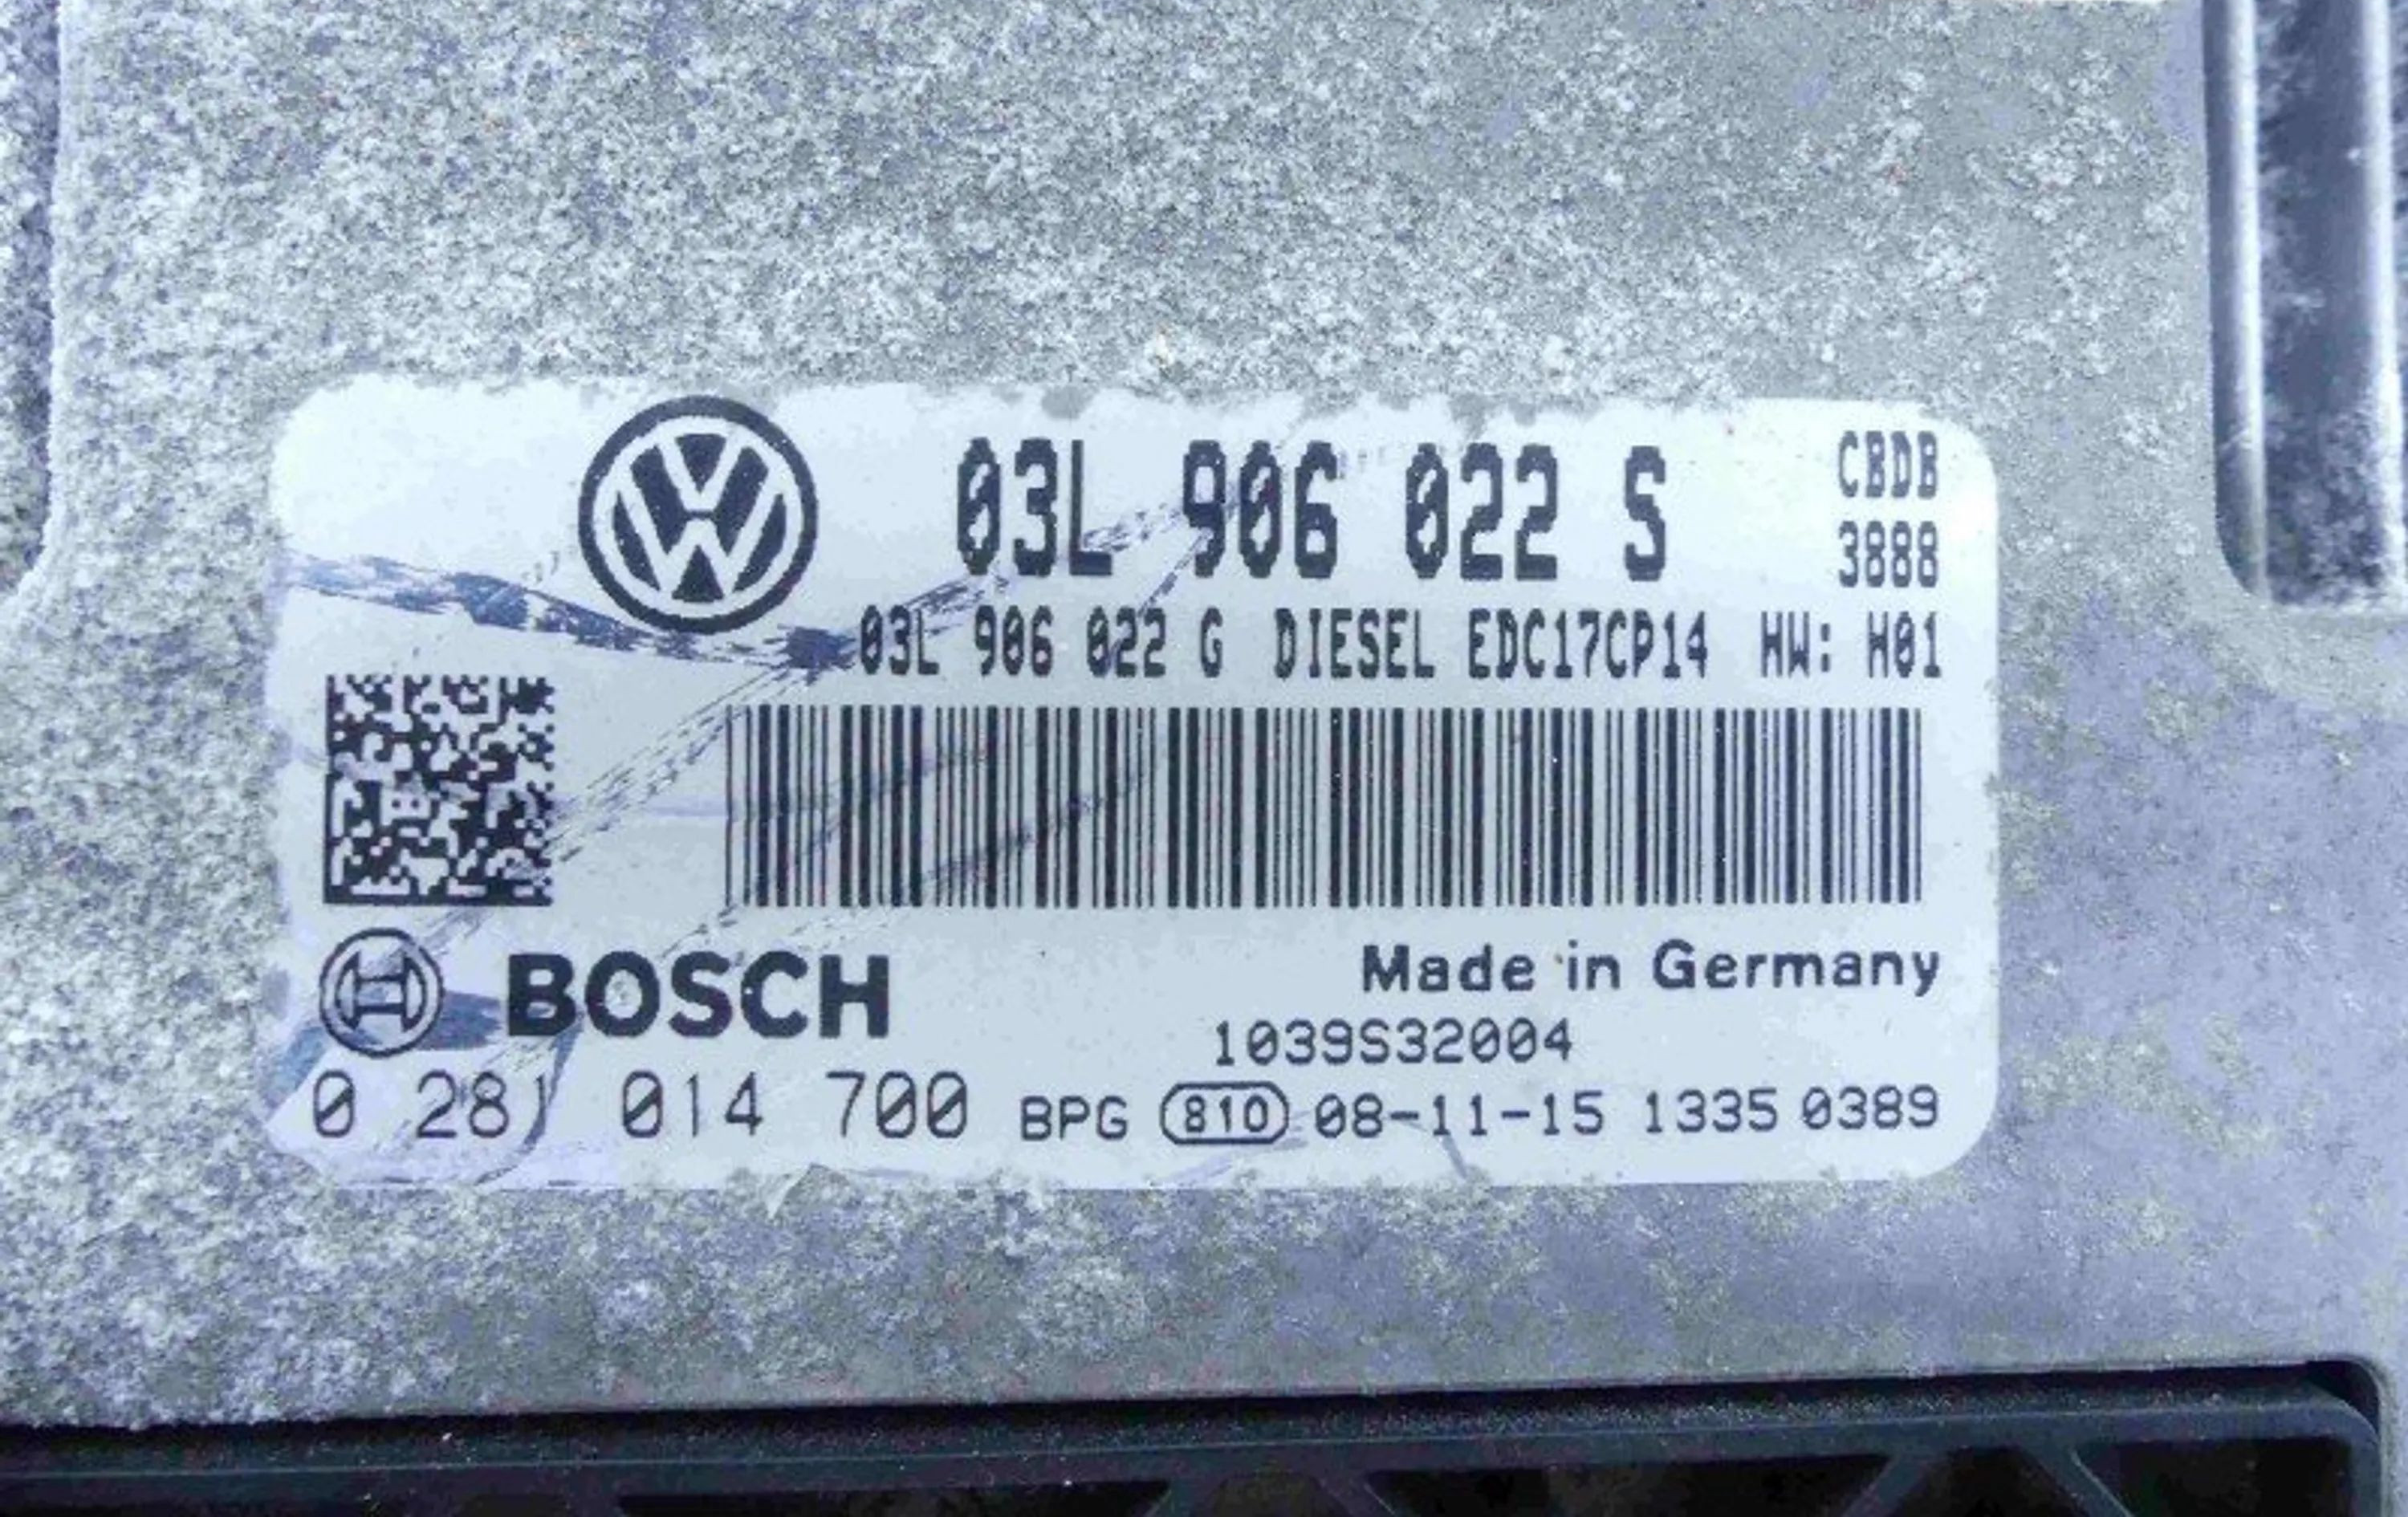 03L 906 022 S
CBDB
3888
03L 906 022 G DIESEL EDC17CP14 HW: H01
BOSCH
Made in Germany
1039S32004
0 281 014 700 BPG 810 08-11-15 1335 0389